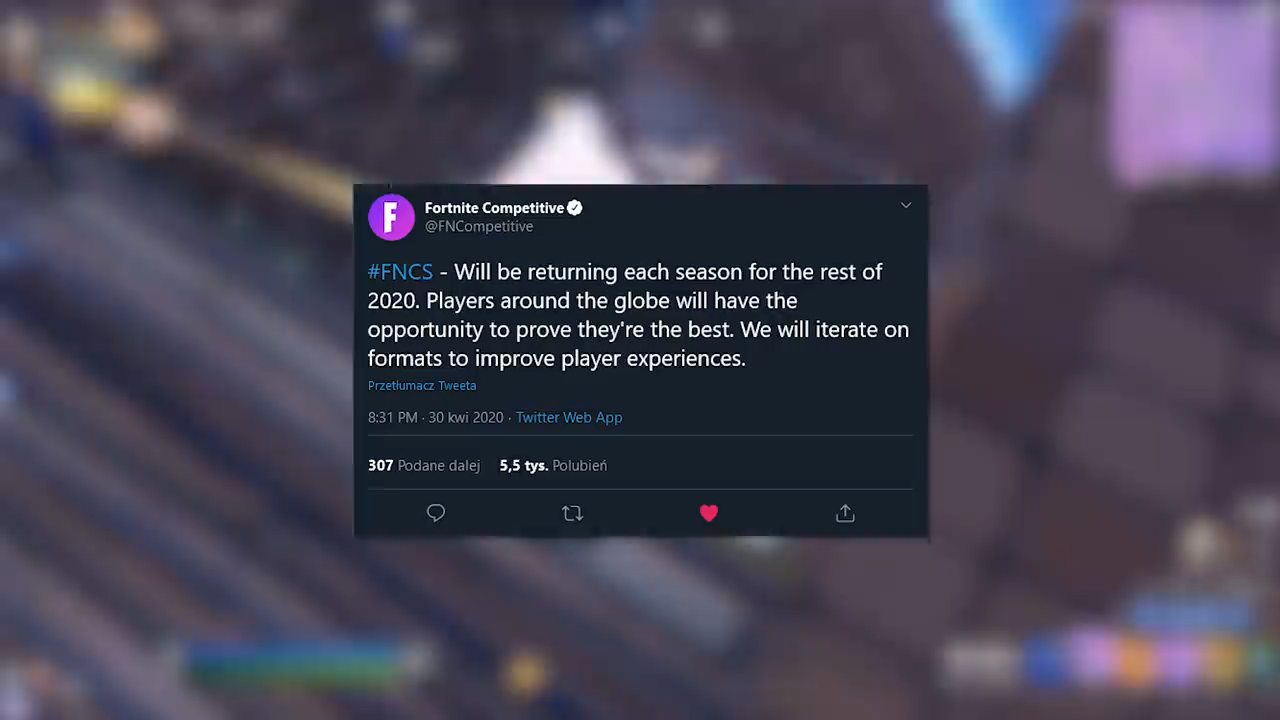 Fortnite Competitive
@FNCompetitive
#FNCS - Will be returning each season for the rest of
2020. Players around the globe will have the
opportunity to prove they're the best. We will iterate on
formats to improve player experiences.
Przetłumacz Tweeta
8:31 PM · 30 kwi 2020 · Twitter Web App
307 Podane dalej 5,5 tys. Polubień